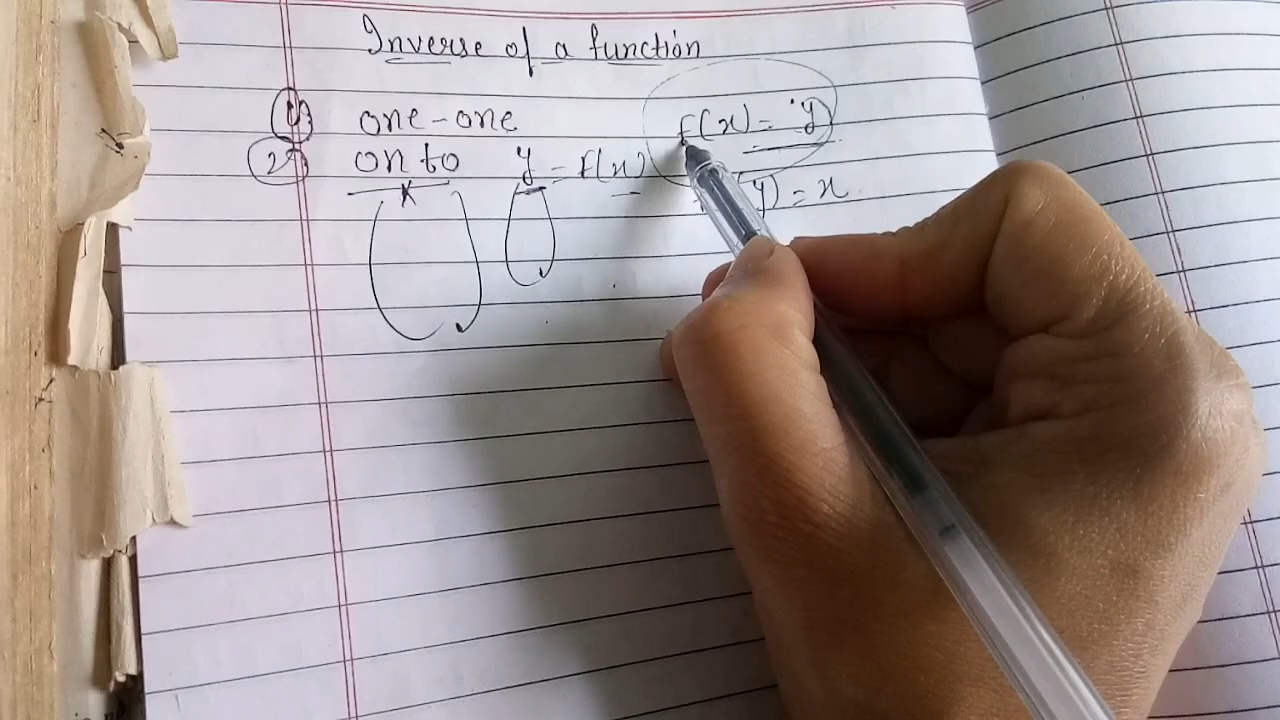 Inverse of a function
1) one-one F(x) = y
2) onto y = F(x)
x (y) = x